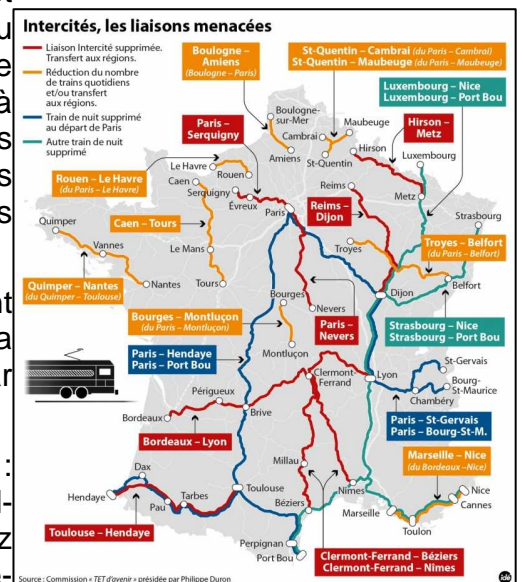 Intercités, les liaisons menacées
Liaison Intercité supprimée.
Transfert aux régions.
Réduction du nombre
de trains quotidiens
et/ou transfert
aux régions.
Train de nuit supprimé
au départ de Paris
Autre train de nuit
supprimé
Boulogne –
Amiens
(Boulogne – Paris)
St-Quentin – Cambrai (du Paris – Cambrai)
St-Quentin – Maubeuge (du Paris – Maubeuge)
Luxembourg – Nice
Luxembourg – Port Bou
Paris –
Serquigny
Hirson –
Metz
Boulogne-
sur-Mer
Maubeuge
Cambrai
Hirson
Amiens
St-Quentin
Luxembourg
Rouen – Le Havre
(du Paris – Le Havre)
Le Havre
Rouen
Caen
Serquigny
Évreux
Paris
Reims
Metz
Reims –
Dijon
Strasbourg
Quimper
Vannes
Caen – Tours
Le Mans
Troyes
Troyes – Belfort
(du Paris – Belfort)
Quimper – Nantes
(du Quimper – Toulouse)
Nantes
Tours
Bourges
Nevers
Dijon
Belfort
Bourges – Montluçon
(du Paris – Montluçon)
Paris –
Nevers
Strasbourg – Nice
Strasbourg – Port Bou
Montluçon
Paris – Hendaye
Paris – Port Bou
Clermont-
Ferrand
Lyon
St-Gervais
Bourg-
St-Maurice
Chambéry
Périgueux
Bordeaux
Brive
Paris – St-Gervais
Paris – Bourg-St-M.
Bordeaux – Lyon
Millau
Marseille – Nice
(du Bordeaux –Nice)
Dax
Hendaye
Pau
Tarbes
Toulouse
Béziers
Nîmes
Marseille
Toulon
Nice
Cannes
Toulouse – Hendaye
Perpignan
Port Bou
Clermont-Ferrand – Béziers
Clermont-Ferrand – Nîmes
Source : Commission « TET d'avenir » présidée par Philippe Duron
idé